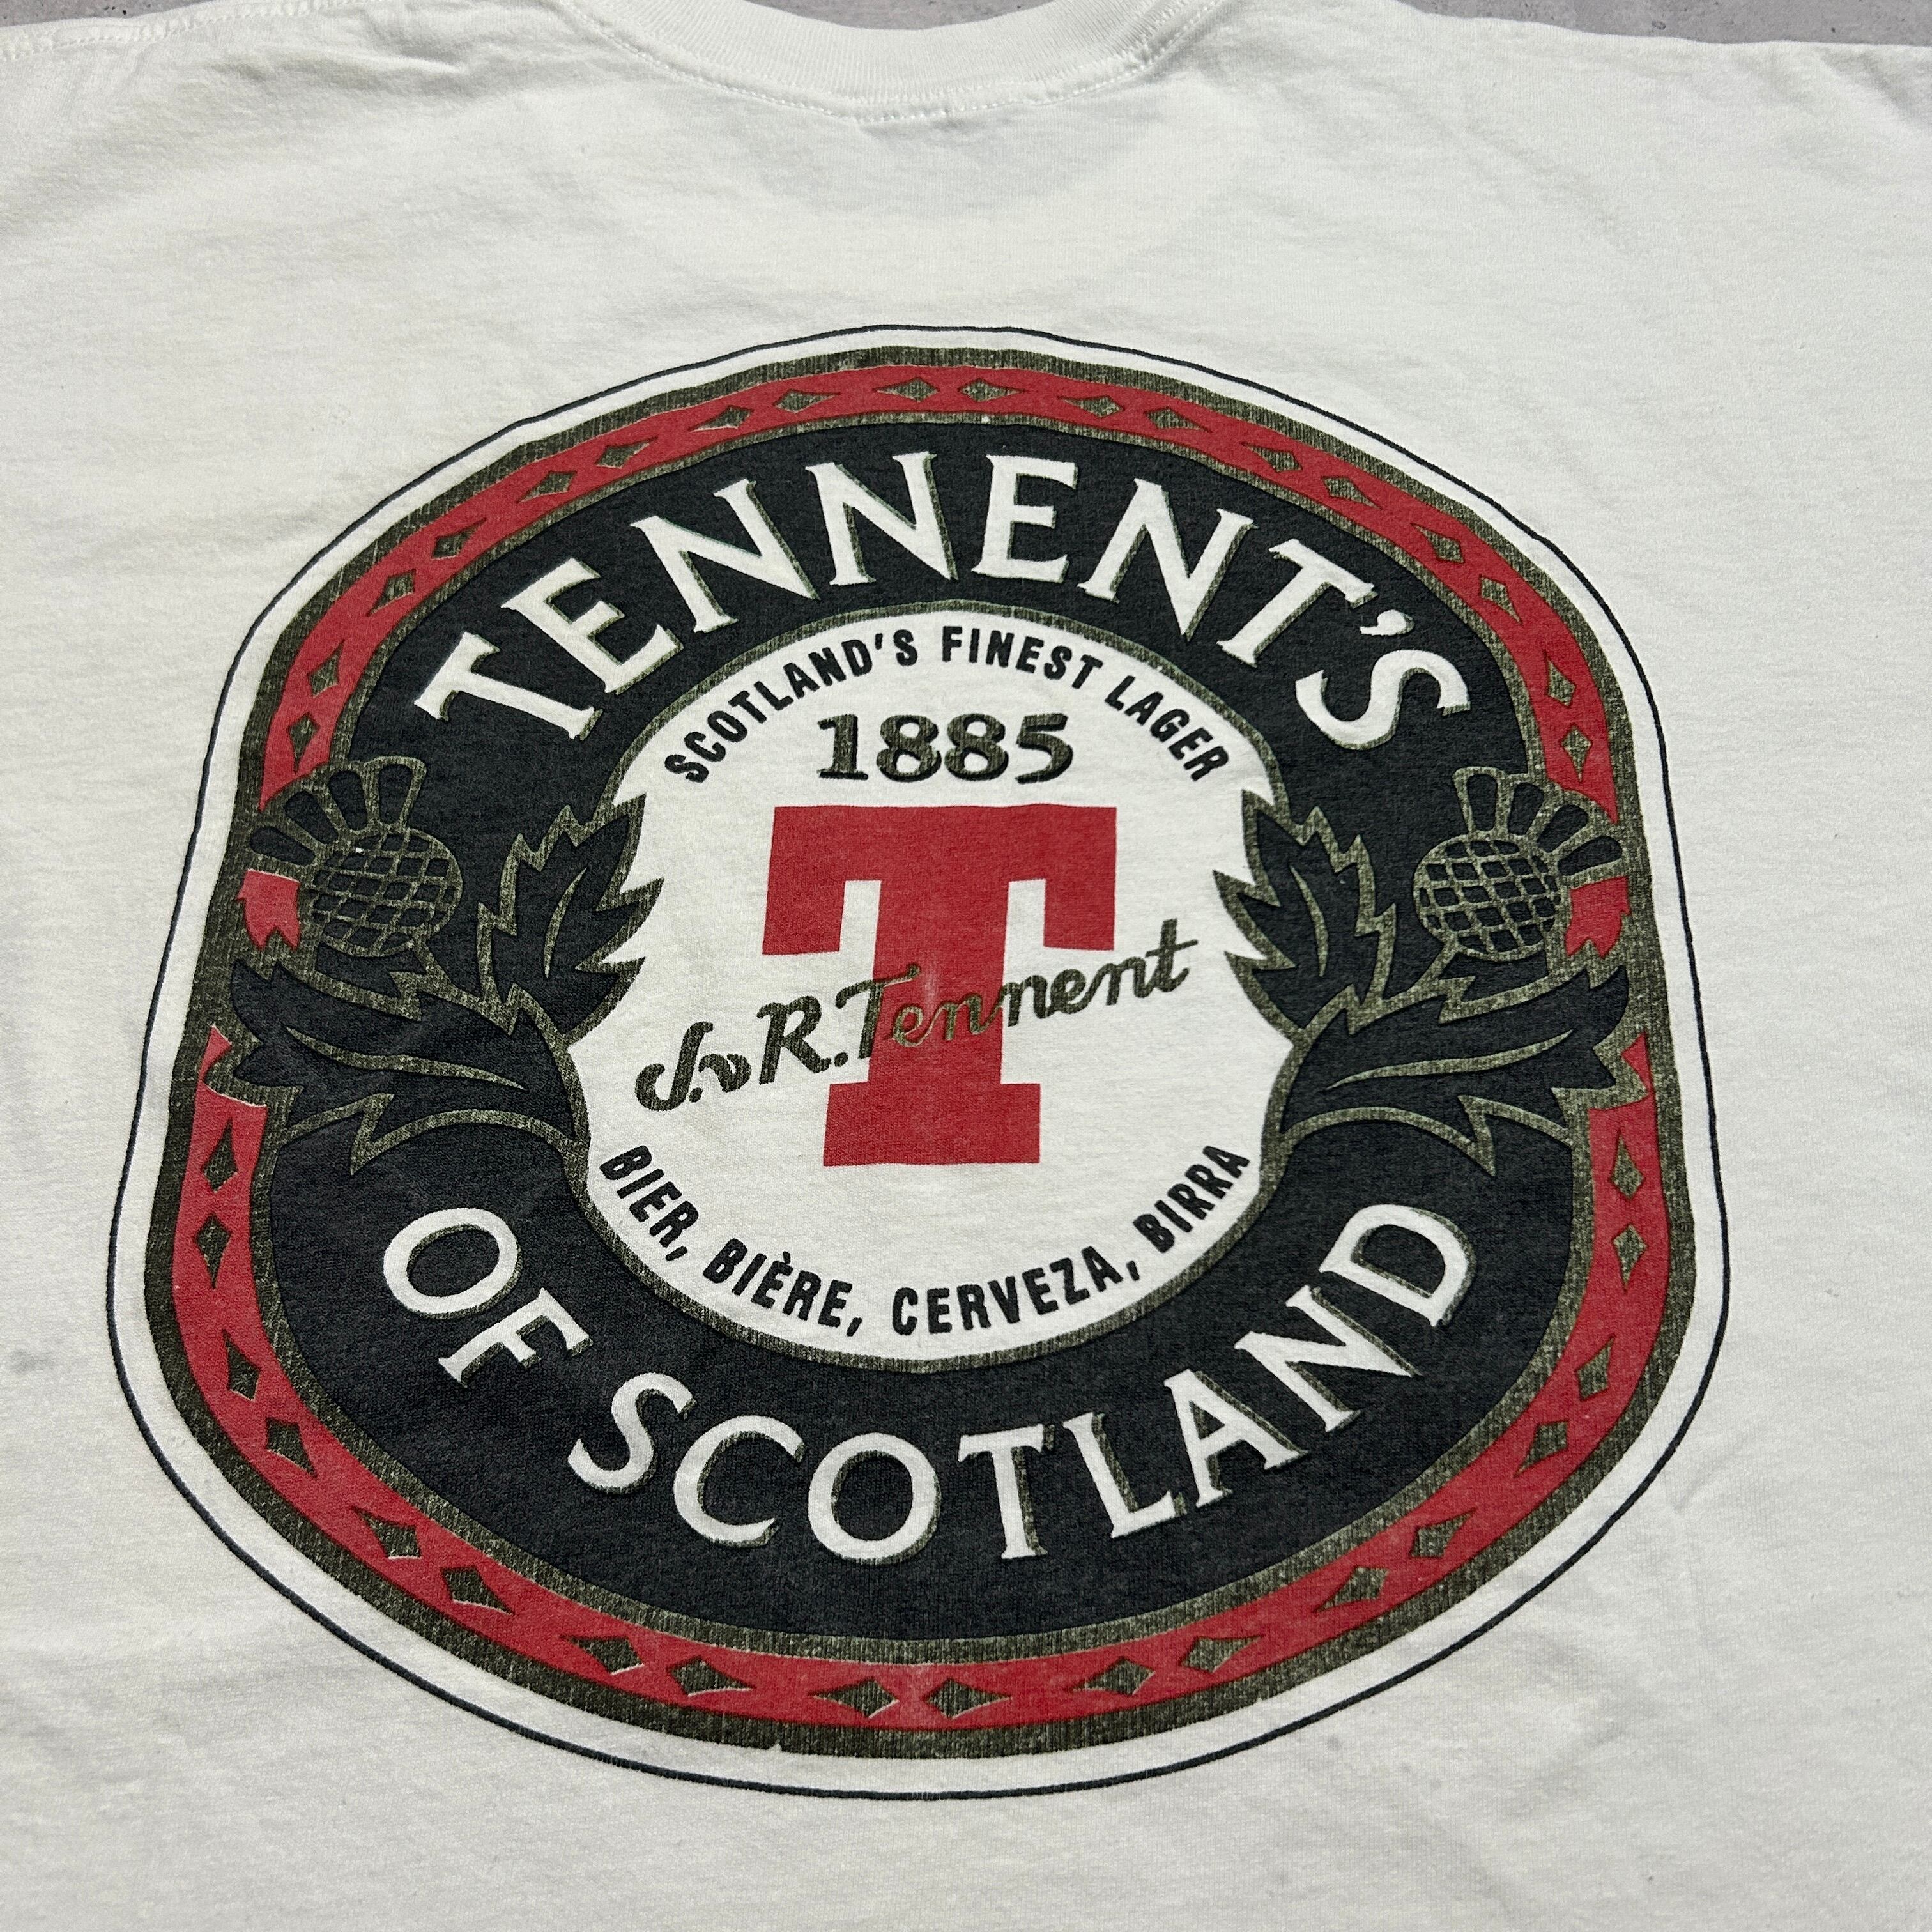 TENNENT'S
SCOTLAND'S FINEST LAGER
1885
T
J.&R.Tennent
BIER, BIÈRE, CERVEZA, BIRRA
OF SCOTLAND